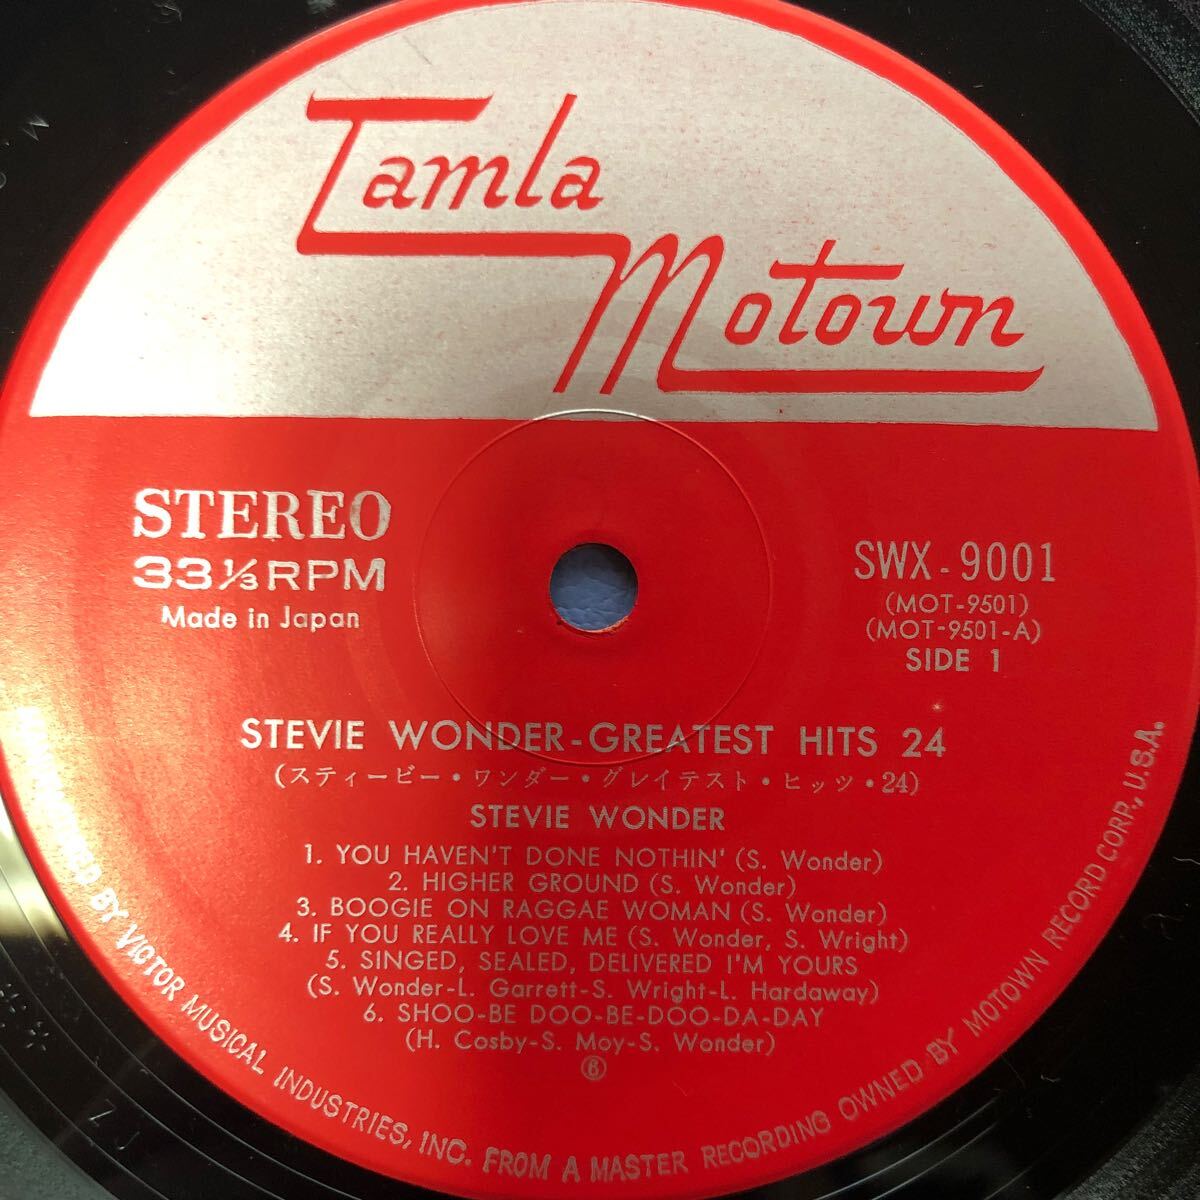 Tamla
Motown
STEREO
33⅓ RPM
Made in Japan
SWX-9001
(MOT-9501)
(MOT-9501-A)
SIDE 1
STEVIE WONDER-GREATEST HITS 24
(スティービー・ワンダー・グレイテスト・ヒッツ・24)
STEVIE WONDER
1. YOU HAVEN'T DONE NOTHIN' (S. Wonder)
2. HIGHER GROUND (S. Wonder)
3. BOOGIE ON RAGGAE WOMAN (S. Wonder)
4. IF YOU REALLY LOVE ME (S. Wonder, S. Wright)
5. SINGED, SEALED, DELIVERED I'M YOURS
(S. Wonder-L. Garrett-S. Wright-L. Hardaway)
6. SHOO-BE DOO-BE-DOO-DA-DAY
(H. Cosby-S. Moy-S. Wonder)
MANUFACTURED BY VICTOR MUSICAL INDUSTRIES, INC. FROM A MASTER RECORDING OWNED BY MOTOWN RECORD CORP., U.S.A.